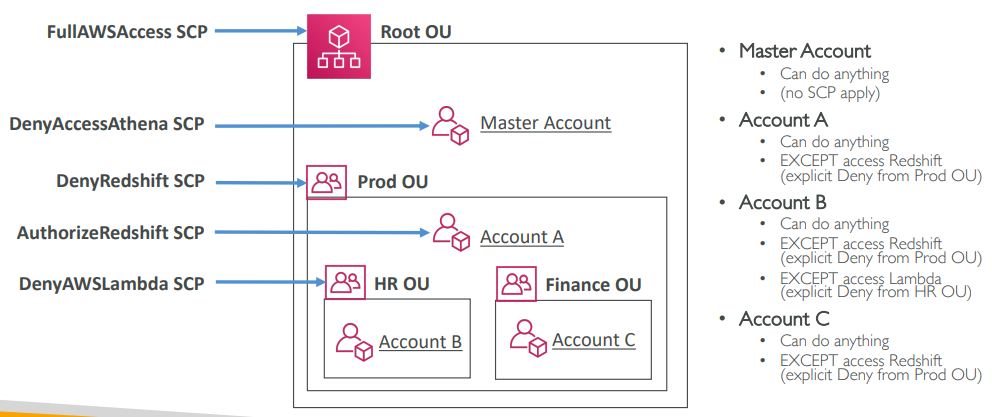 FullAWSAccess SCP
Root OU
DenyAccessAthena SCP
Master Account
DenyRedshift SCP
Prod OU
AuthorizeRedshift SCP
Account A
DenyAWSLambda SCP
HR OU
Finance OU
Account B
Account C
• Master Account
• Can do anything
• (no SCP apply)
• Account A
• Can do anything
• EXCEPT access Redshift
(explicit Deny from Prod OU)
• Account B
• Can do anything
• EXCEPT access Redshift
(explicit Deny from Prod OU)
• EXCEPT access Lambda
(explicit Deny from HR OU)
• Account C
• Can do anything
• EXCEPT access Redshift
(explicit Deny from Prod OU)